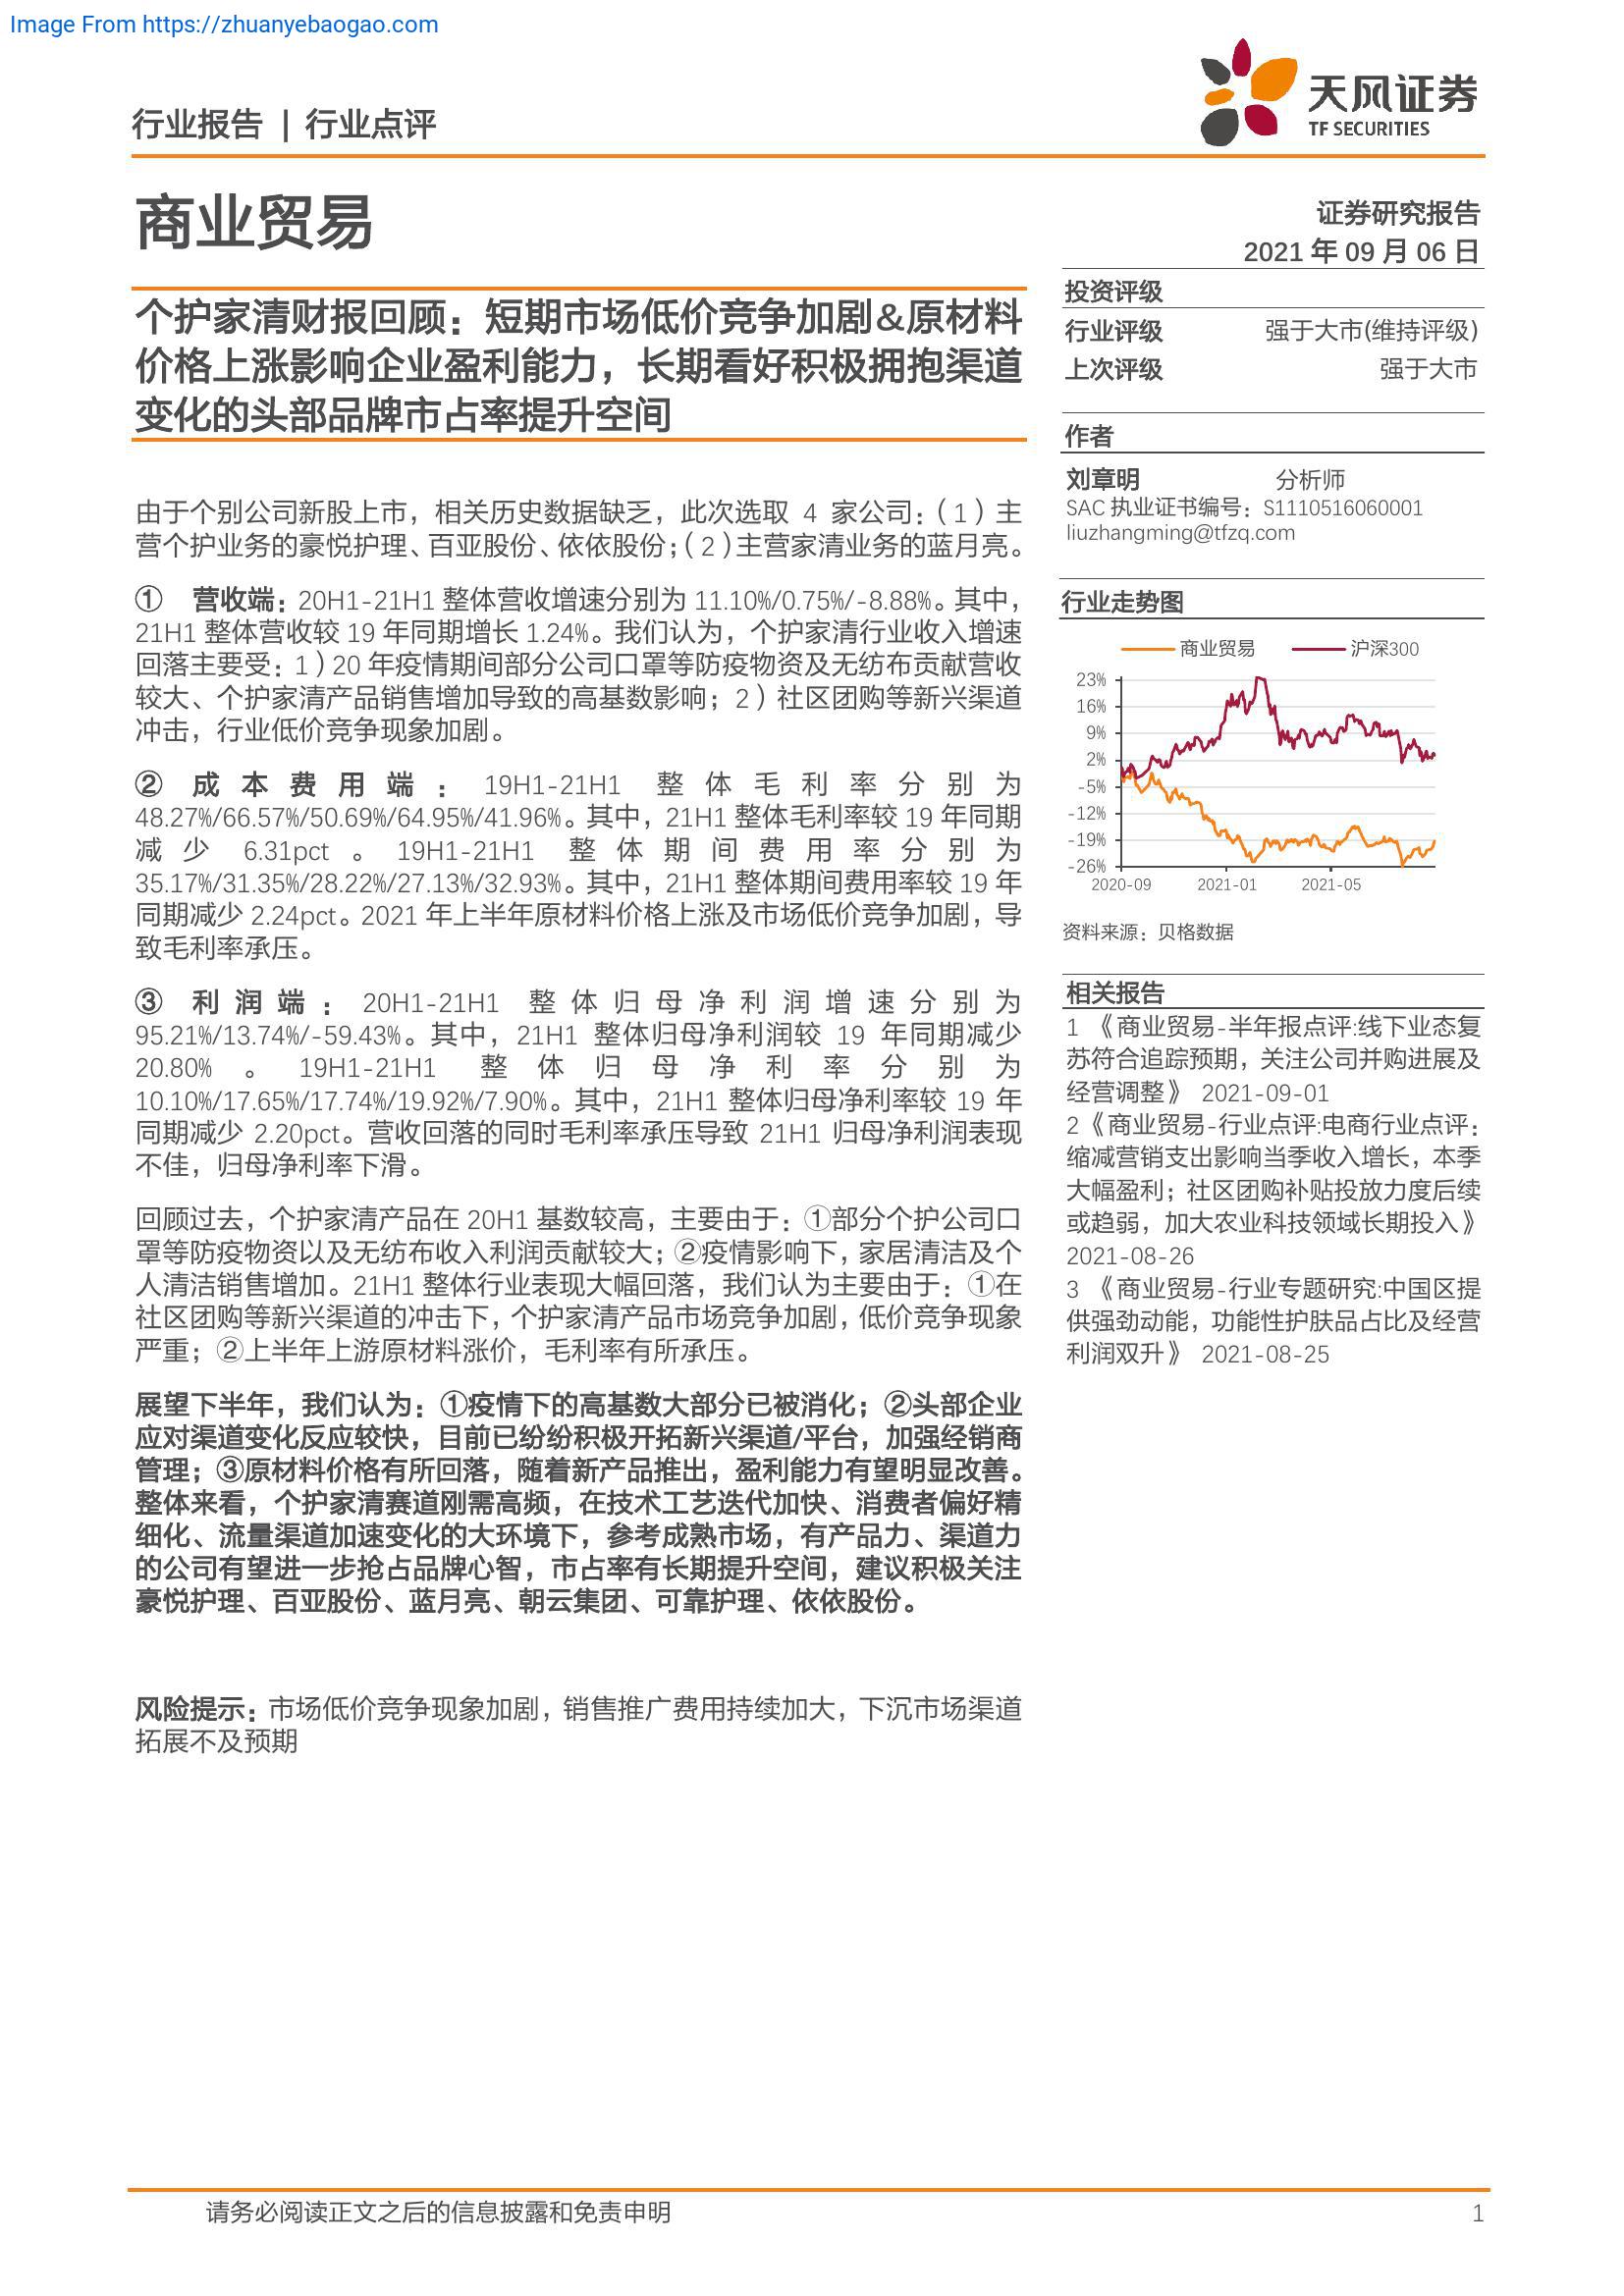 Image From https://zhuanyebaogao.com
行业报告 | 行业点评
天风证券
TF SECURITIES
商业贸易
证券研究报告
2021 年 09 月 06 日
个护家清财报回顾：短期市场低价竞争加剧&原材料
价格上涨影响企业盈利能力，长期看好积极拥抱渠道
变化的头部品牌市占率提升空间
由于个别公司新股上市，相关历史数据缺乏，此次选取 4 家公司：（1）主
营个护业务的豪悦护理、百亚股份、依依股份；（2）主营家清业务的蓝月亮。
① 营收端：20H1-21H1 整体营收增速分别为 11.10%/0.75%/-8.88%。其中，
21H1 整体营收较 19 年同期增长 1.24%。我们认为，个护家清行业收入增速
回落主要受：1）20 年疫情期间部分公司口罩等防疫物资及无纺布贡献营收
较大、个护家清产品销售增加导致的高基数影响；2）社区团购等新兴渠道
冲击，行业低价竞争现象加剧。
② 成本费用端：19H1-21H1 整体毛利率分别为
48.27%/66.57%/50.69%/64.95%/41.96%。其中，21H1 整体毛利率较 19 年同期
减少 6.31pct。19H1-21H1 整体期间费用率分别为
35.17%/31.35%/28.22%/27.13%/32.93%。其中，21H1 整体期间费用率较 19 年
同期减少 2.24pct。2021 年上半年原材料价格上涨及市场低价竞争加剧，导
致毛利率承压。
③ 利润端：20H1-21H1 整体归母净利润增速分别为
95.21%/13.74%/-59.43%。其中，21H1 整体归母净利润较 19 年同期减少
20.80%。19H1-21H1 整体归母净利率分别为
10.10%/17.65%/17.74%/19.92%/7.90%。其中，21H1 整体归母净利率较 19 年
同期减少 2.20pct。营收回落的同时毛利率承压导致 21H1 归母净利润表现
不佳，归母净利率下滑。
回顾过去，个护家清产品在 20H1 基数较高，主要由于：①部分个护公司口
罩等防疫物资以及无纺布收入利润贡献较大；②疫情影响下，家居清洁及个
人清洁销售增加。21H1 整体行业表现大幅回落，我们认为主要由于：①在
社区团购等新兴渠道的冲击下，个护家清产品市场竞争加剧，低价竞争现象
严重；②上半年上游原材料涨价，毛利率有所承压。
展望下半年，我们认为：①疫情下的高基数大部分已被消化；②头部企业
应对渠道变化反应较快，目前已纷纷积极开拓新兴渠道/平台，加强经销商
管理；③原材料价格有所回落，随着新产品推出，盈利能力有望明显改善。
整体来看，个护家清赛道刚需高频，在技术工艺迭代加快、消费者偏好精
细化、流量渠道加速变化的大环境下，参考成熟市场，有产品力、渠道力
的公司有望进一步抢占品牌心智，市占率有长期提升空间，建议积极关注
豪悦护理、百亚股份、蓝月亮、朝云集团、可靠护理、依依股份。
风险提示：市场低价竞争现象加剧，销售推广费用持续加大，下沉市场渠道
拓展不及预期
投资评级
行业评级 强于大市(维持评级)
上次评级 强于大市
作者
刘章明 分析师
SAC 执业证书编号：S1110516060001
liuzhangming@tfzq.com
行业走势图
商业贸易 沪深300
23%
16%
9%
2%
-5%
-12%
-19%
-26%
2020-09 2021-01 2021-05
资料来源：贝格数据
相关报告
1 《商业贸易-半年报点评:线下业态复
苏符合追踪预期，关注公司并购进展及
经营调整》 2021-09-01
2《商业贸易-行业点评:电商行业点评：
缩减营销支出影响当季收入增长，本季
大幅盈利；社区团购补贴投放力度后续
或趋弱，加大农业科技领域长期投入》
2021-08-26
3 《商业贸易-行业专题研究:中国区提
供强劲动能，功能性护肤品占比及经营
利润双升》 2021-08-25
请务必阅读正文之后的信息披露和免责申明 1